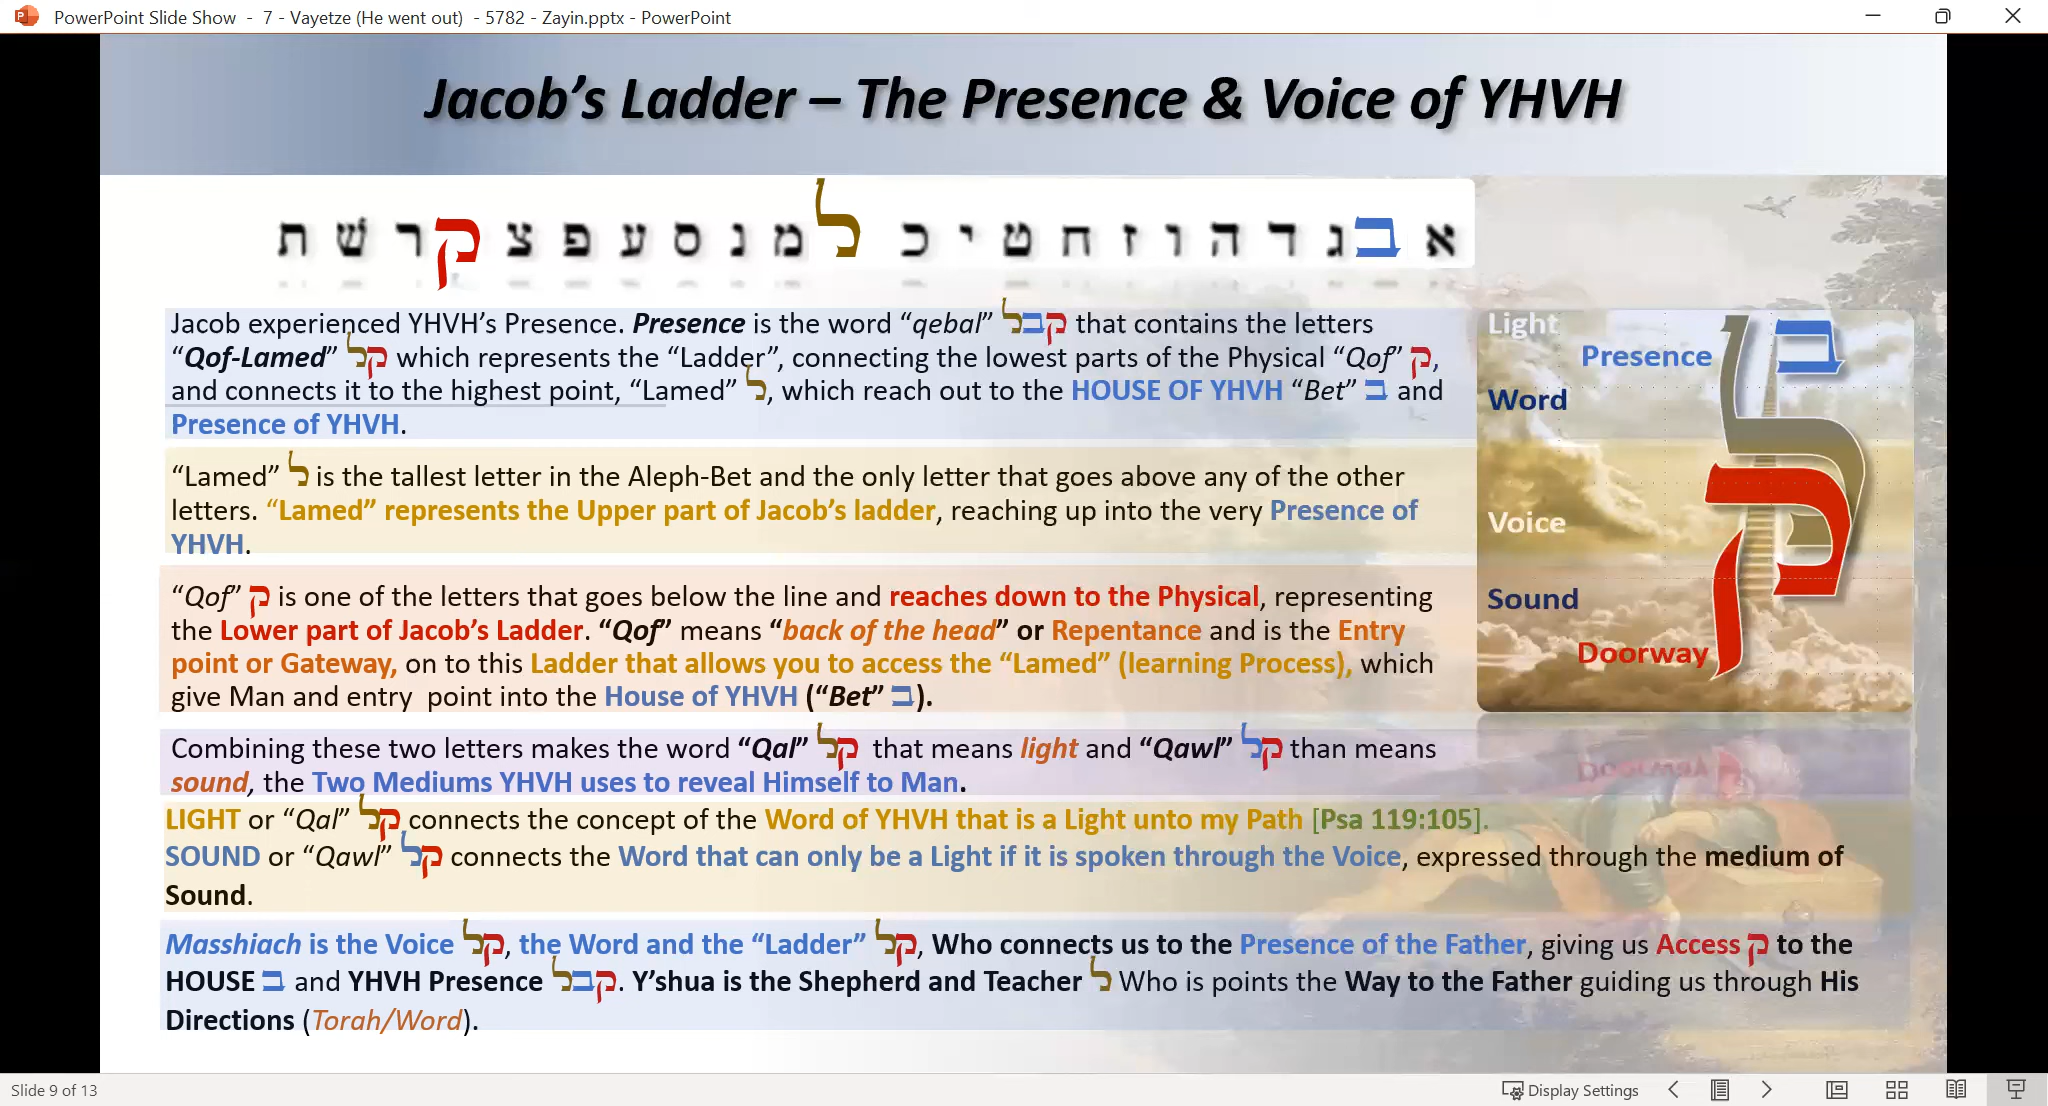 PowerPoint Slide Show - 7 - Vayetze (He went out) - 5782 - Zayin.pptx - PowerPoint
Jacob's Ladder – The Presence & Voice of YHVH
א ב ג ד ה ו ז ח ט י כ ל מ נ ס ע פ צ ק ר ש ת
Jacob experienced YHVH's Presence. Presence is the word “qebal” קבל that contains the letters
“Qof-Lamed” קל which represents the “Ladder”, connecting the lowest parts of the Physical “Qof” ק,
and connects it to the highest point, “Lamed” ל, which reach out to the HOUSE OF YHVH “Bet” ב and
Presence of YHVH.
“Lamed” ל is the tallest letter in the Aleph-Bet and the only letter that goes above any of the other
letters. “Lamed” represents the Upper part of Jacob's ladder, reaching up into the very Presence of
YHVH.
“Qof” ק is one of the letters that goes below the line and reaches down to the Physical, representing
the Lower part of Jacob's Ladder. “Qof” means “back of the head” or Repentance and is the Entry
point or Gateway, on to this Ladder that allows you to access the “Lamed” (learning Process), which
give Man and entry point into the House of YHVH (“Bet” ב).
Combining these two letters makes the word “Qal” קל that means light and “Qawl” קל than means
sound, the Two Mediums YHVH uses to reveal Himself to Man.
LIGHT or “Qal” קל connects the concept of the Word of YHVH that is a Light unto my Path [Psa 119:105].
SOUND or “Qawl” קל connects the Word that can only be a Light if it is spoken through the Voice, expressed through the medium of
Sound.
Masshiach is the Voice קל, the Word and the “Ladder” קל, Who connects us to the Presence of the Father, giving us Access ק to the
HOUSE ב and YHVH Presence קבל. Y'shua is the Shepherd and Teacher ל Who is points the Way to the Father guiding us through His
Directions (Torah/Word).
Light
Presence ב
Word
ל
ק
Voice
Sound
Doorway
Slide 9 of 13
Display Settings